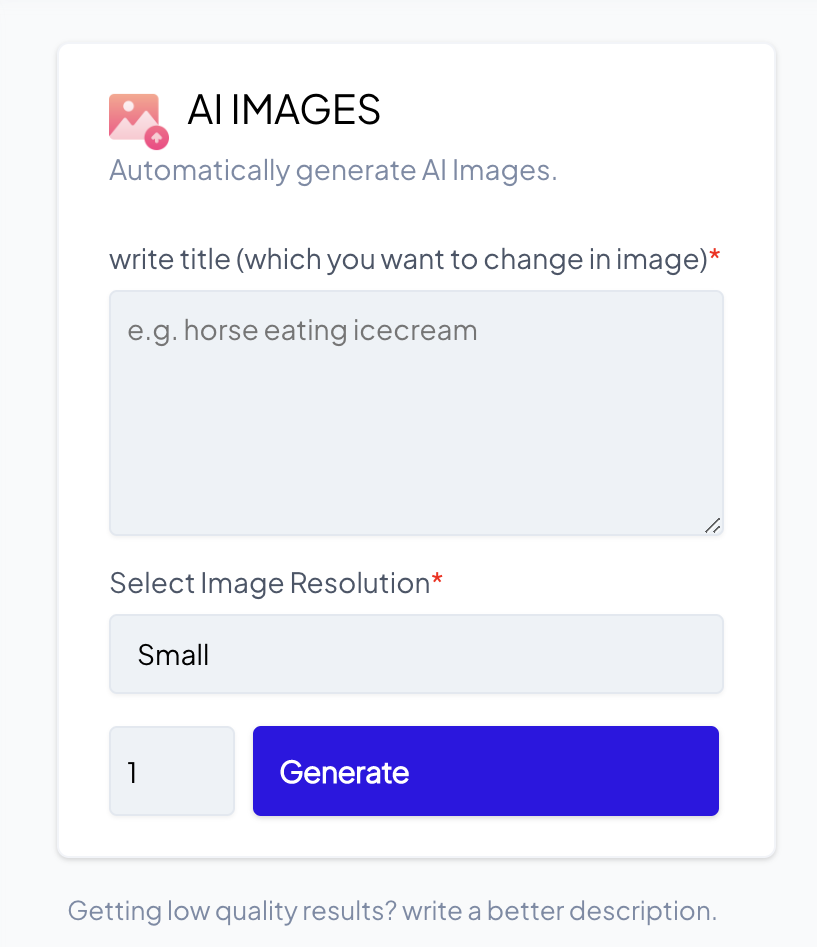 AI IMAGES
Automatically generate AI Images.
write title (which you want to change in image)*
e.g. horse eating icecream
Select Image Resolution*
Small
1
Generate
Getting low quality results? write a better description.